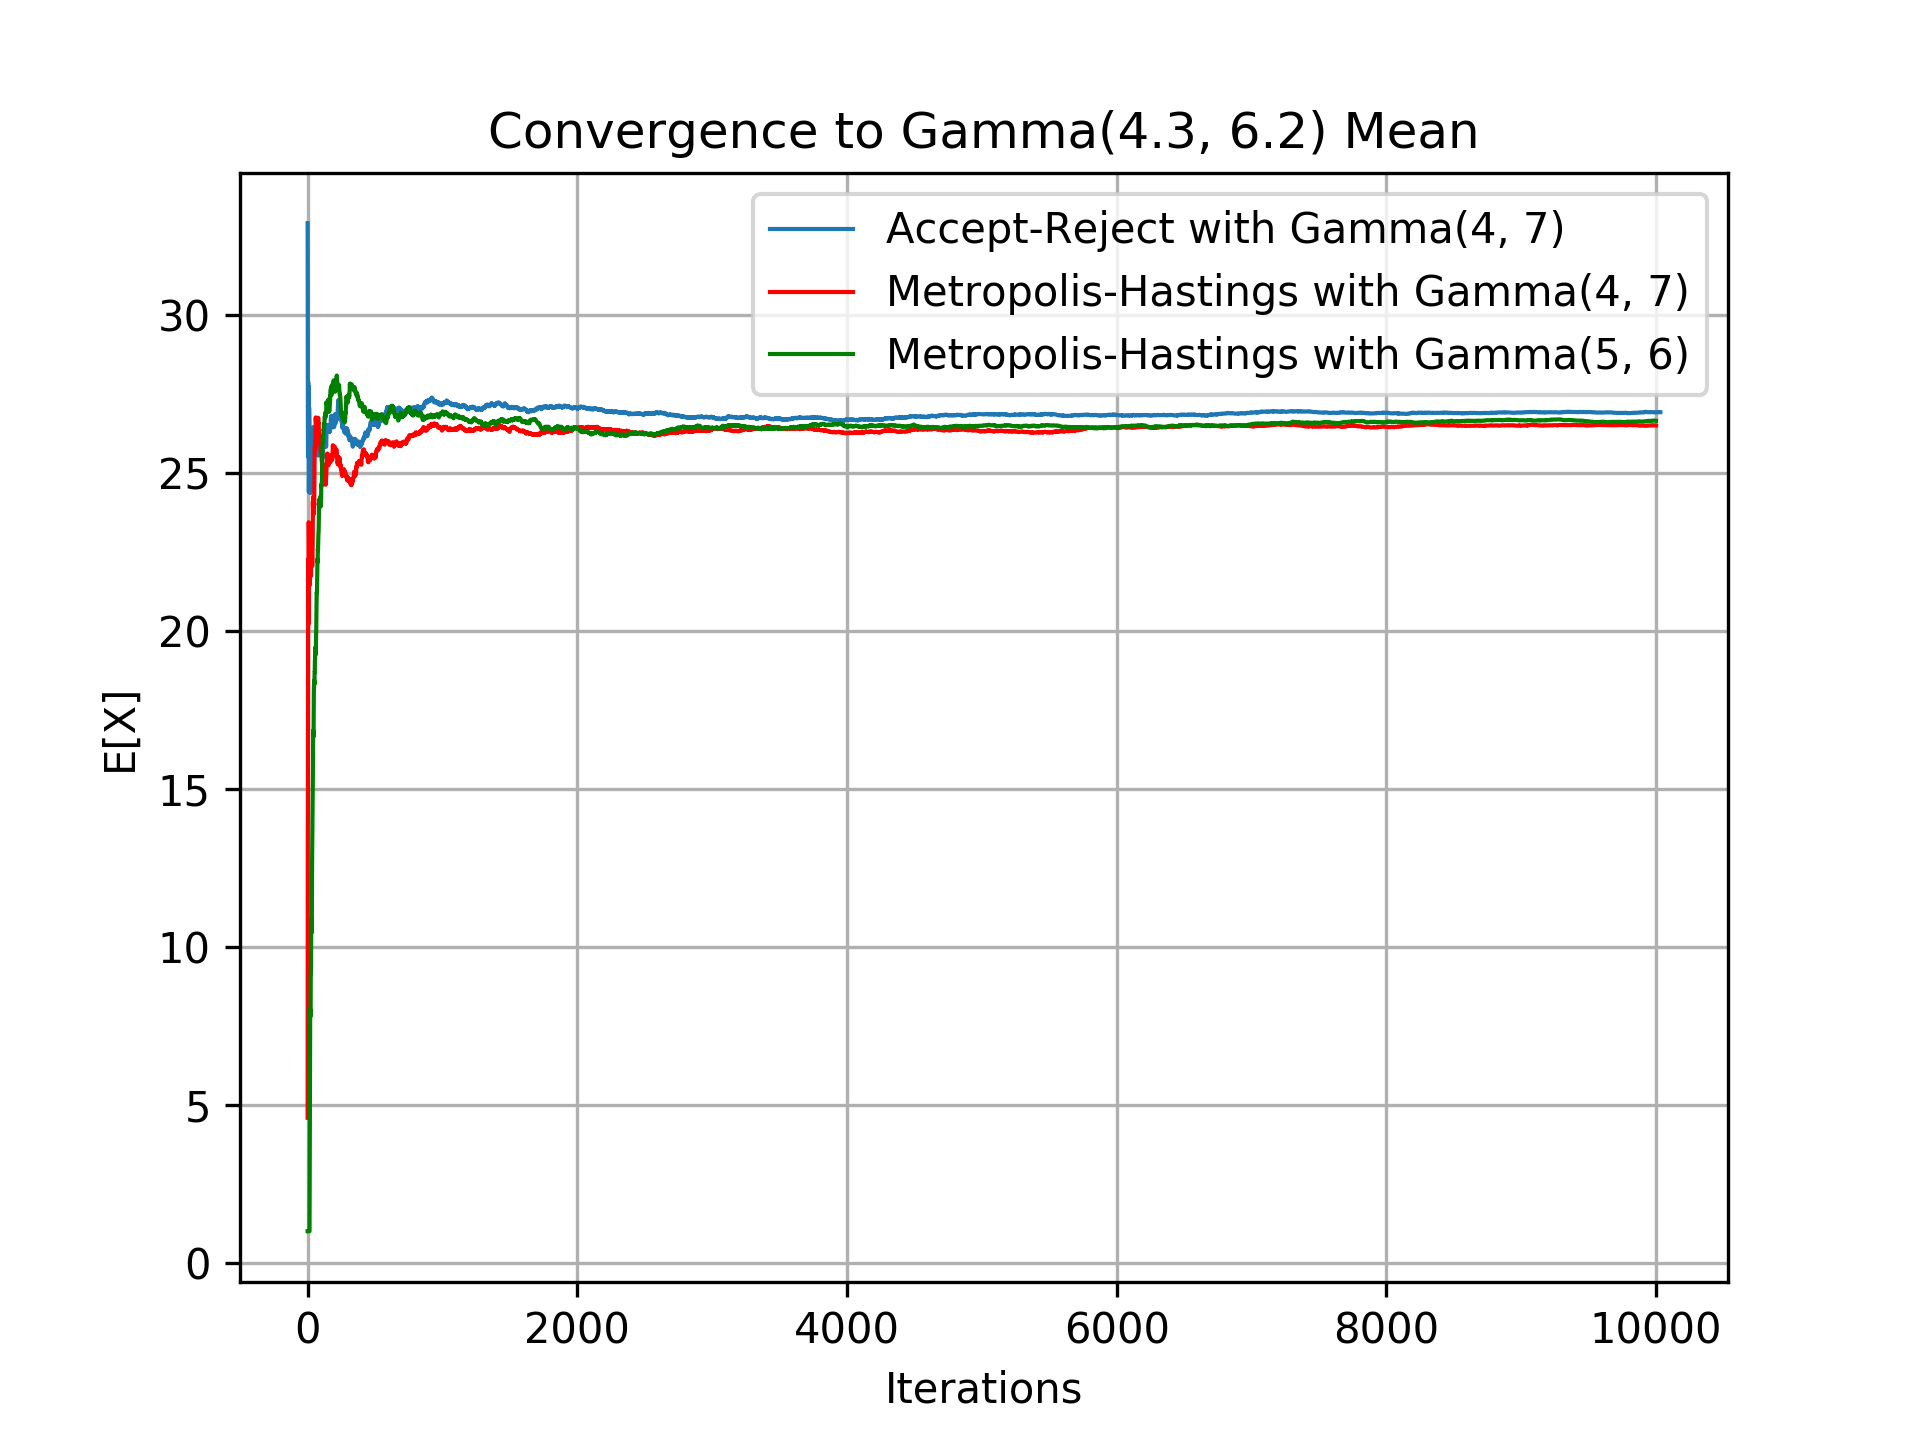 Convergence to Gamma(4.3, 6.2) Mean
Accept-Reject with Gamma(4, 7)
Metropolis-Hastings with Gamma(4, 7)
Metropolis-Hastings with Gamma(5, 6)
30
25
20
15
10
5
0
E[X]
0 2000 4000 6000 8000 10000
Iterations